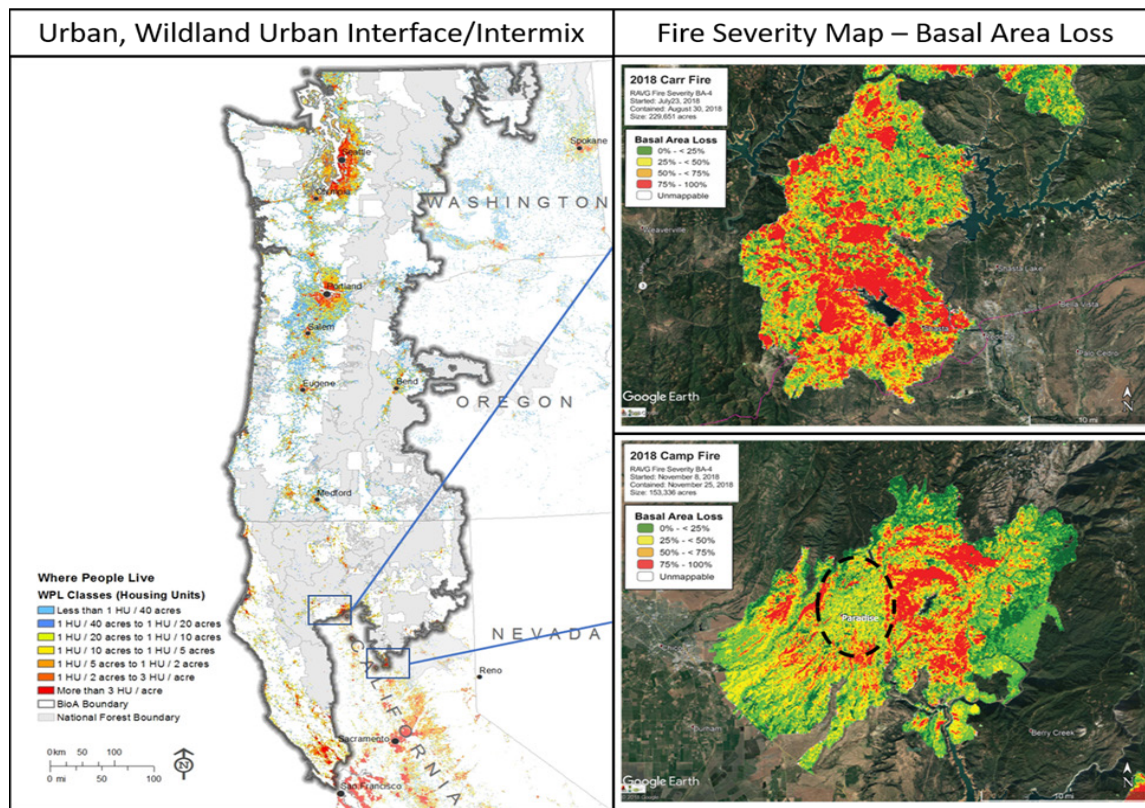 Urban, Wildland Urban Interface/Intermix
Fire Severity Map – Basal Area Loss
Spokane
Seattle
Olympia
WASHINGTON
Portland
Salem
Eugene
Bend
OREGON
Medford
NEVADA
Reno
CALIFORNIA
Sacramento
San Francisco
Where People Live
WPL Classes (Housing Units)
Less than 1 HU / 40 acres
1 HU / 40 acres to 1 HU / 20 acres
1 HU / 20 acres to 1 HU / 10 acres
1 HU / 10 acres to 1 HU / 5 acres
1 HU / 5 acres to 1 HU / 2 acres
1 HU / 2 acres to 3 HU / acre
More than 3 HU / acre
BioA Boundary
National Forest Boundary
0 km 50 100
0 mi 50 100
N
2018 Carr Fire
RAVG Fire Severity BA-4
Started: July23, 2018
Contained: August 30, 2018
Size: 229,651 acres
Basal Area Loss
0% - < 25%
25% - < 50%
50% - < 75%
75% - 100%
Unmappable
Weaverville
3
Shasta Lake
Bella Vista
Palo Cedro
Google Earth
N
10 mi
2018 Camp Fire
RAVG Fire Severity BA-4
Started: November 8, 2018
Contained: November 25, 2018
Size: 153,336 acres
Basal Area Loss
0% - < 25%
25% - < 50%
50% - < 75%
75% - 100%
Unmappable
Paradise
Durham
Berry Creek
Google Earth
N
10 mi